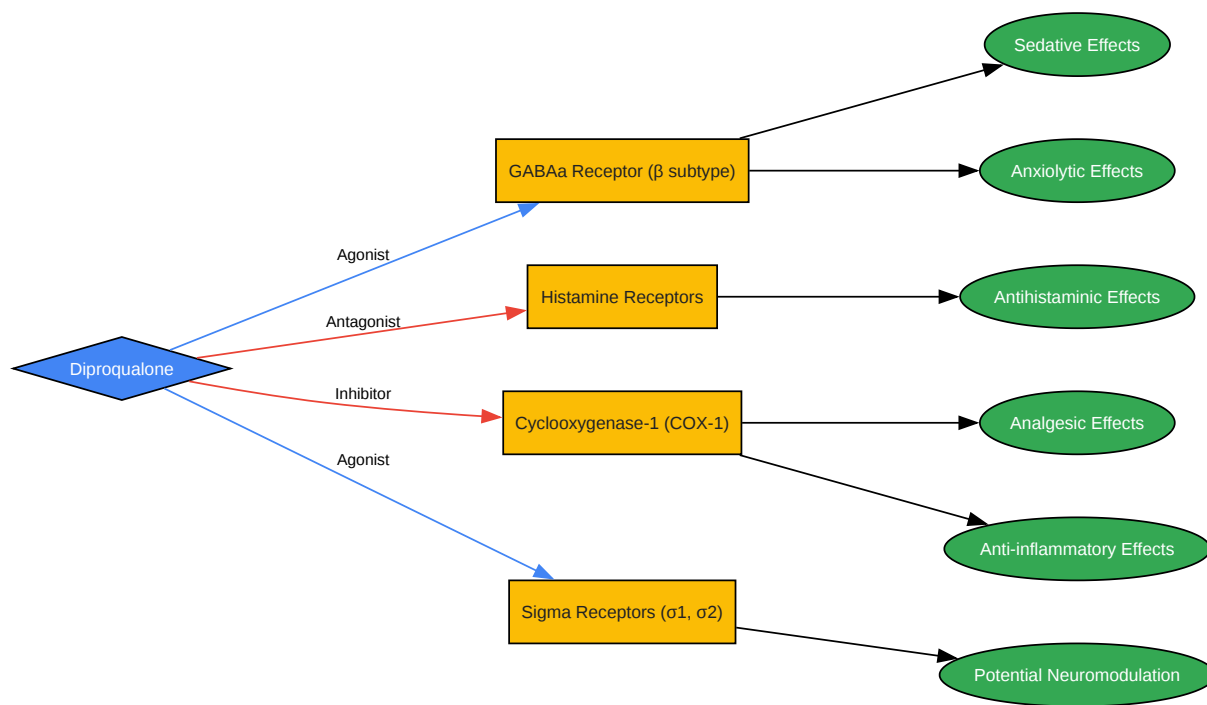 Sedative Effects
GABAa Receptor (β subtype)
Anxiolytic Effects
Agonist
Histamine Receptors
Antihistaminic Effects
Antagonist
Diproqualone
Inhibitor
Cyclooxygenase-1 (COX-1)
Analgesic Effects
Agonist
Anti-inflammatory Effects
Sigma Receptors (σ1, σ2)
Potential Neuromodulation